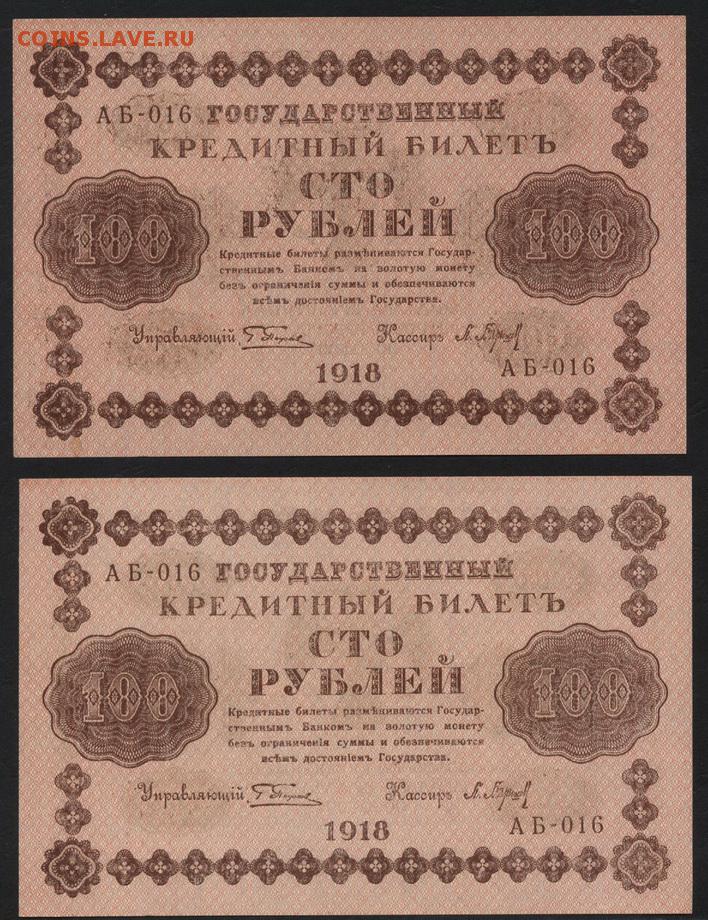 COINS.LAVE.RU
АБ-016 ГОСУДАРСТВЕННЫЙ
КРЕДИТНЫЙ БИЛЕТЪ
СТО
РУБЛЕЙ
100 100
Кредитные билеты размѣниваются Государ-
ственнымъ Банкомъ на золотую монету
безъ ограниченія суммы и обезпечиваются
всѣмъ достояніемъ Государства.
Управляющій Кассиръ
1918
АБ-016
АБ-016 ГОСУДАРСТВЕННЫЙ
КРЕДИТНЫЙ БИЛЕТЪ
СТО
РУБЛЕЙ
100 100
Кредитные билеты размѣниваются Государ-
ственнымъ Банкомъ на золотую монету
безъ ограниченія суммы и обезпечиваются
всѣмъ достояніемъ Государства.
Управляющій Кассиръ
1918
АБ-016